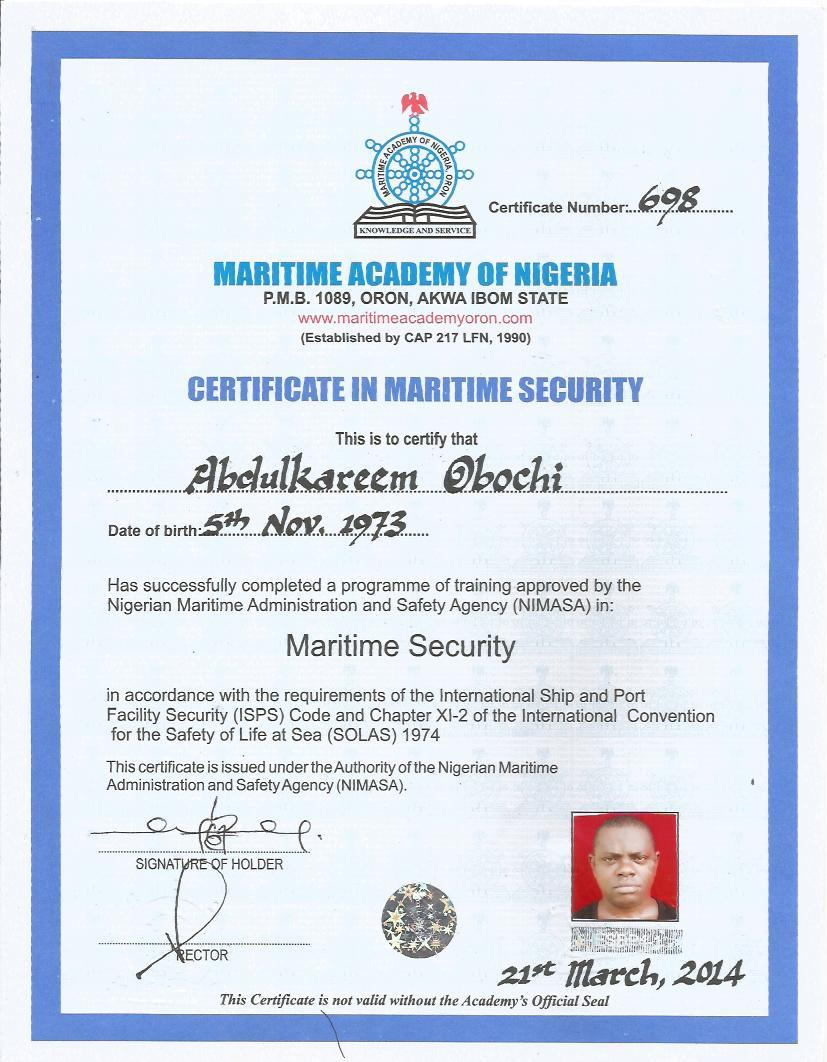 MARITIME ACADEMY OF NIGERIA, ORON
KNOWLEDGE AND SERVICE
Certificate Number: 698
MARITIME ACADEMY OF NIGERIA
P.M.B. 1089, ORON, AKWA IBOM STATE
www.maritimeacademyoron.com
(Established by CAP 217 LFN, 1990)
CERTIFICATE IN MARITIME SECURITY
This is to certify that
Abdulkareem Obochi
Date of birth: 5th Nov. 1973
Has successfully completed a programme of training approved by the
Nigerian Maritime Administration and Safety Agency (NIMASA) in:
Maritime Security
in accordance with the requirements of the International Ship and Port
Facility Security (ISPS) Code and Chapter XI-2 of the International Convention
for the Safety of Life at Sea (SOLAS) 1974
This certificate is issued under the Authority of the Nigerian Maritime
Administration and Safety Agency (NIMASA).
SIGNATURE OF HOLDER
RECTOR
21st March, 2014
This Certificate is not valid without the Academy's Official Seal